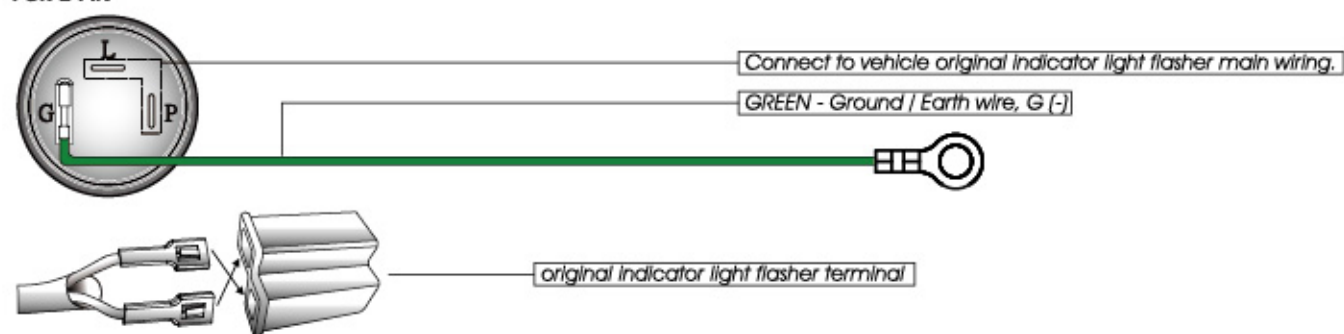 L
Connect to vehicle original indicator light flasher main wiring.
G
P
GREEN - Ground / Earth wire, G (-)
original indicator light flasher terminal